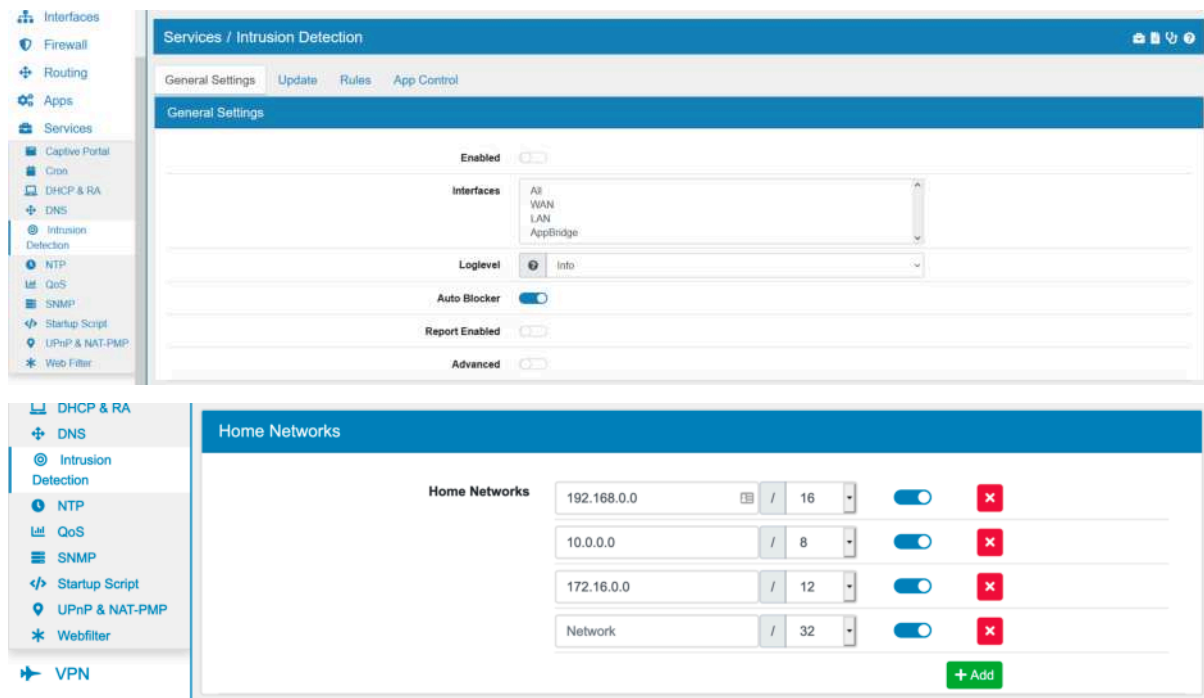 Interfaces
Firewall
Routing
Apps
Services
Captive Portal
Cron
DHCP & RA
DNS
Intrusion
Detection
NTP
QoS
SNMP
Startup Script
UPnP & NAT-PMP
Web Filter
Services / Intrusion Detection
General Settings Update Rules App Control
General Settings
Enabled
Interfaces
All
WAN
LAN
AppBridge
Loglevel Info
Auto Blocker
Report Enabled
Advanced
DHCP & RA
DNS
Intrusion
Detection
NTP
QoS
SNMP
Startup Script
UPnP & NAT-PMP
Webfilter
VPN
Home Networks
Home Networks 192.168.0.0 / 16
10.0.0.0 / 8
172.16.0.0 / 12
Network / 32
+ Add